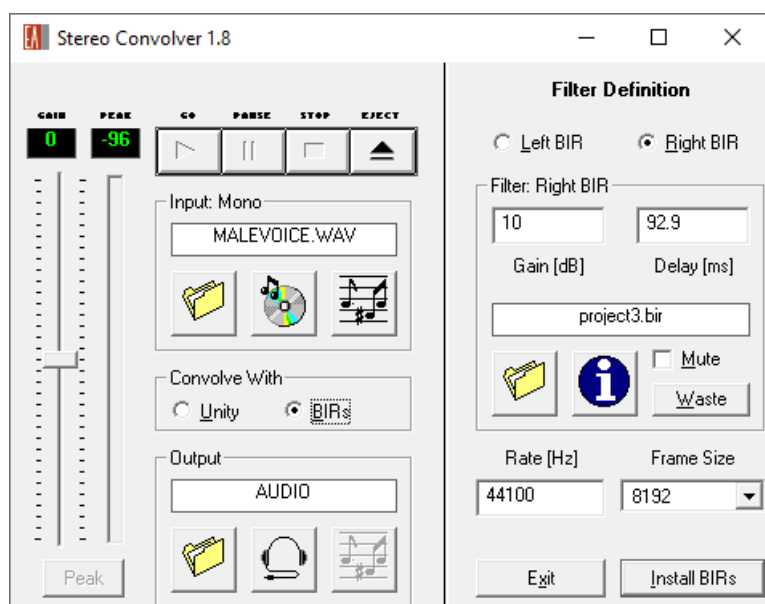 EA Stereo Convolver 1.8
GAIN PEAK GO PAUSE STOP EJECT
0 -96
Input: Mono
MALEVOICE.WAV
Convolve With
Unity BIRs
Output
AUDIO
Peak
Filter Definition
Left BIR Right BIR
Filter: Right BIR
10 92.9
Gain [dB] Delay [ms]
project3.bir
Mute
Waste
Rate [Hz] Frame Size
44100 8192
Exit Install BIRs